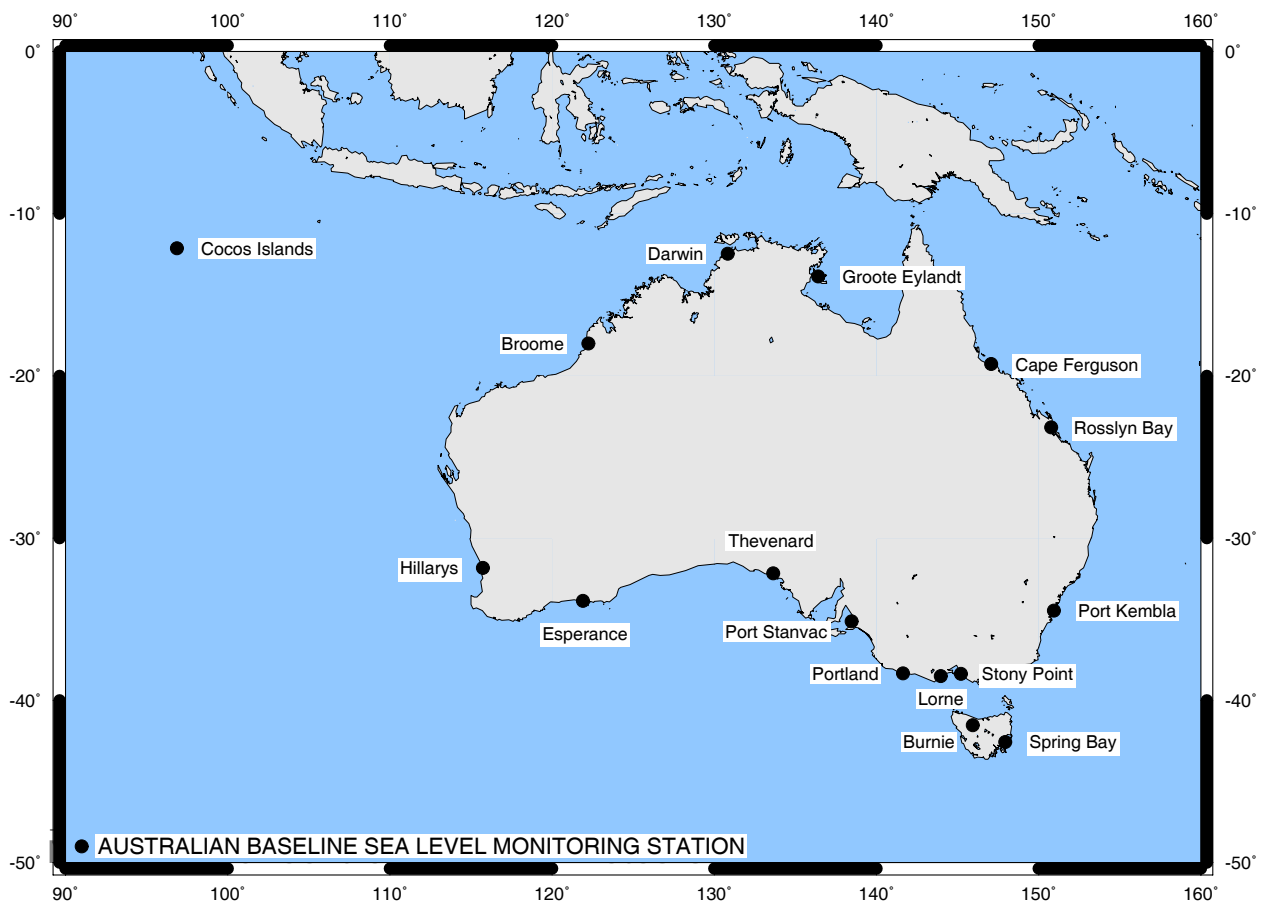 90˚ 100˚ 110˚ 120˚ 130˚ 140˚ 150˚ 160˚
0˚ 0˚
-10˚ -10˚
Cocos Islands
Darwin
Groote Eylandt
Broome
Cape Ferguson
-20˚ -20˚
Rosslyn Bay
-30˚ -30˚
Thevenard
Hillarys
Port Kembla
Esperance
Port Stanvac
Portland
Stony Point
Lorne
-40˚ -40˚
Burnie
Spring Bay
AUSTRALIAN BASELINE SEA LEVEL MONITORING STATION
-50˚ -50˚
90˚ 100˚ 110˚ 120˚ 130˚ 140˚ 150˚ 160˚